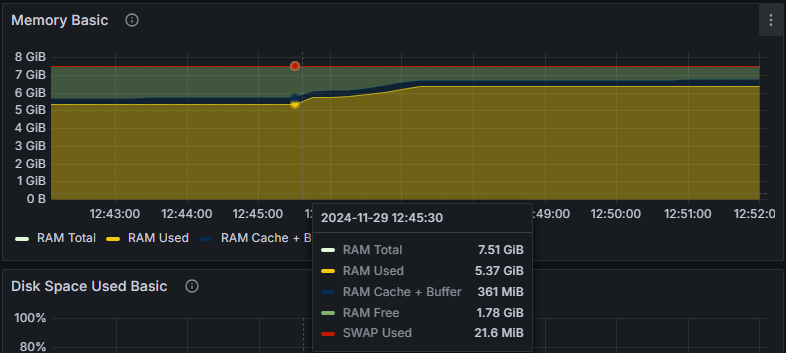 Memory Basic
8 GiB
7 GiB
6 GiB
5 GiB
4 GiB
3 GiB
2 GiB
1 GiB
0 B
12:43:00 12:44:00 12:45:00 12: :49:00 12:50:00 12:51:00 12:52:0
RAM Total RAM Used RAM Cache + B
2024-11-29 12:45:30
RAM Total 7.51 GiB
RAM Used 5.37 GiB
RAM Cache + Buffer 361 MiB
RAM Free 1.78 GiB
SWAP Used 21.6 MiB
Disk Space Used Basic
100%
80%